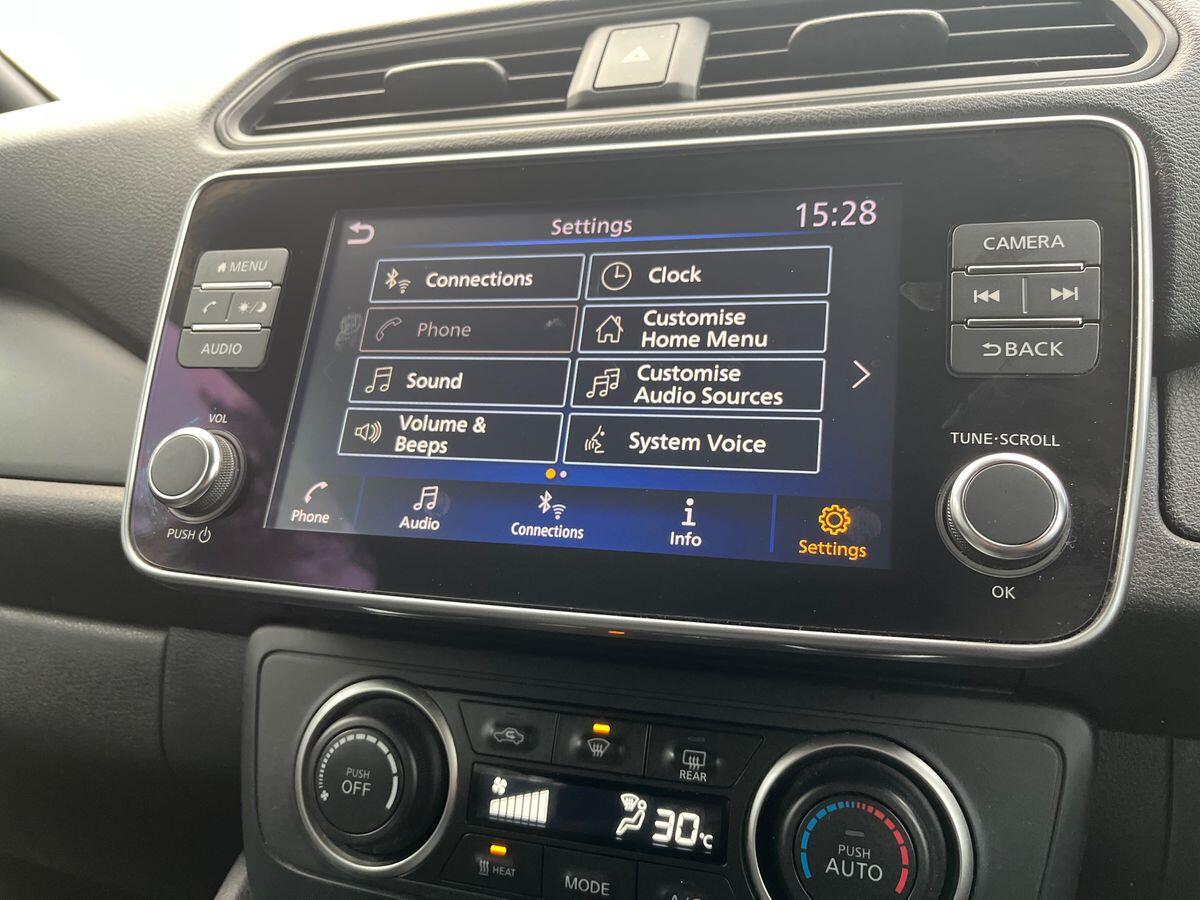 Settings
15:28
MENU
AUDIO
VOL
PUSH
Connections
Clock
Phone
Customise
Home Menu
Sound
Customise
Audio Sources
Volume &
Beeps
System Voice
Phone
Audio
Connections
Info
Settings
CAMERA
BACK
TUNE·SCROLL
OK
PUSH
OFF
REAR
30°C
HEAT
MODE
A/C
PUSH
AUTO